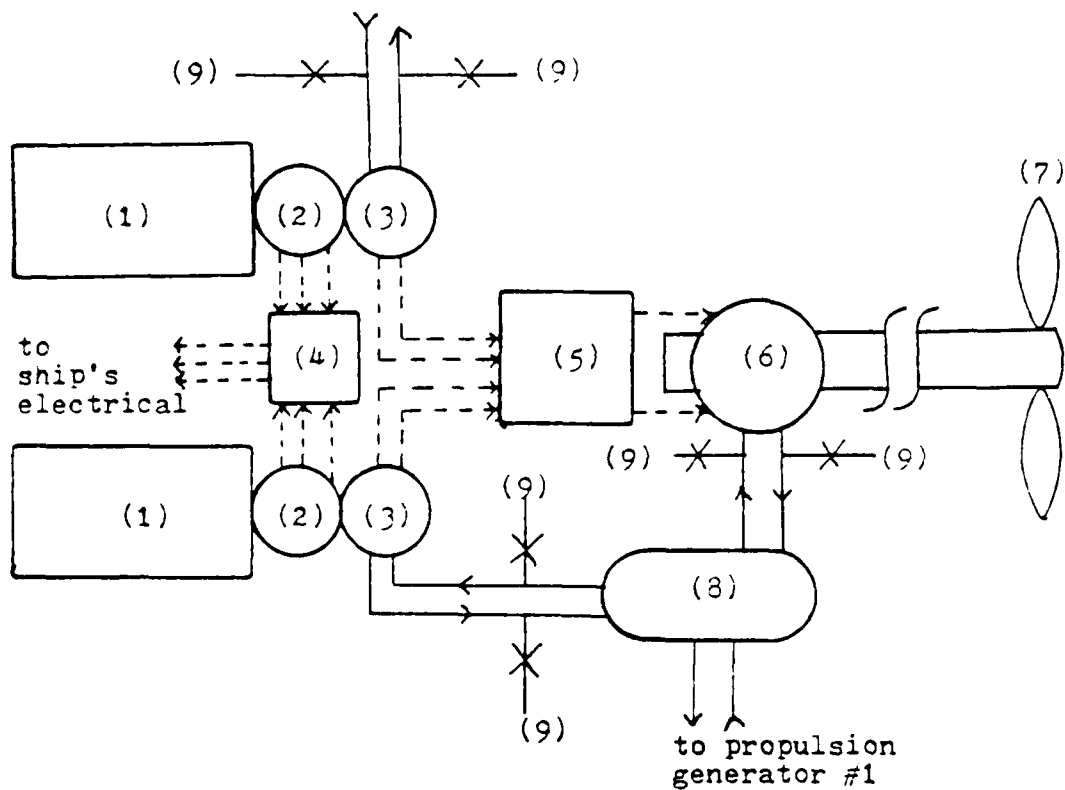 (9) (9)
(7)
(1) (2) (3)
to
ship's
electrical
(4) (5) (6)
(9) (9)
(9)
(1) (2) (3)
(8)
(9)
to propulsion
generator #1